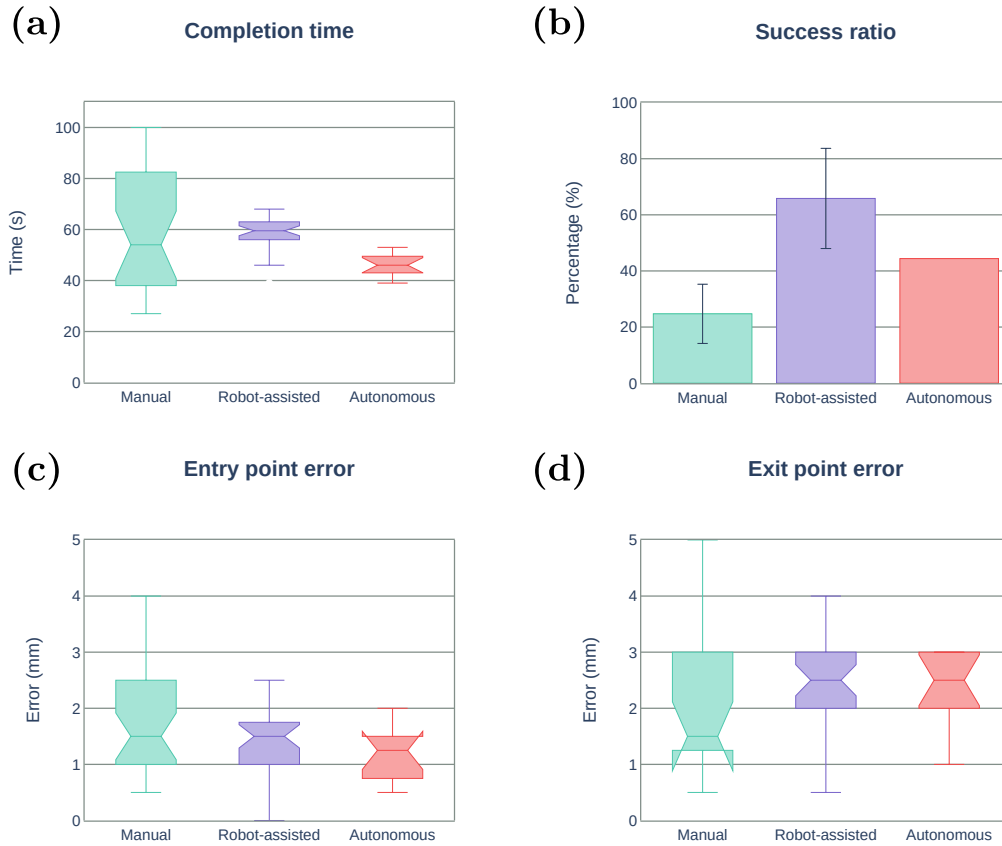 (a)
Completion time
100
80
60
40
20
0
Time (s)
Manual
Robot-assisted
Autonomous
(b)
Success ratio
100
80
60
40
20
0
Percentage (%)
Manual
Robot-assisted
Autonomous
(c)
Entry point error
5
4
3
2
1
0
Error (mm)
Manual
Robot-assisted
Autonomous
(d)
Exit point error
5
4
3
2
1
0
Error (mm)
Manual
Robot-assisted
Autonomous